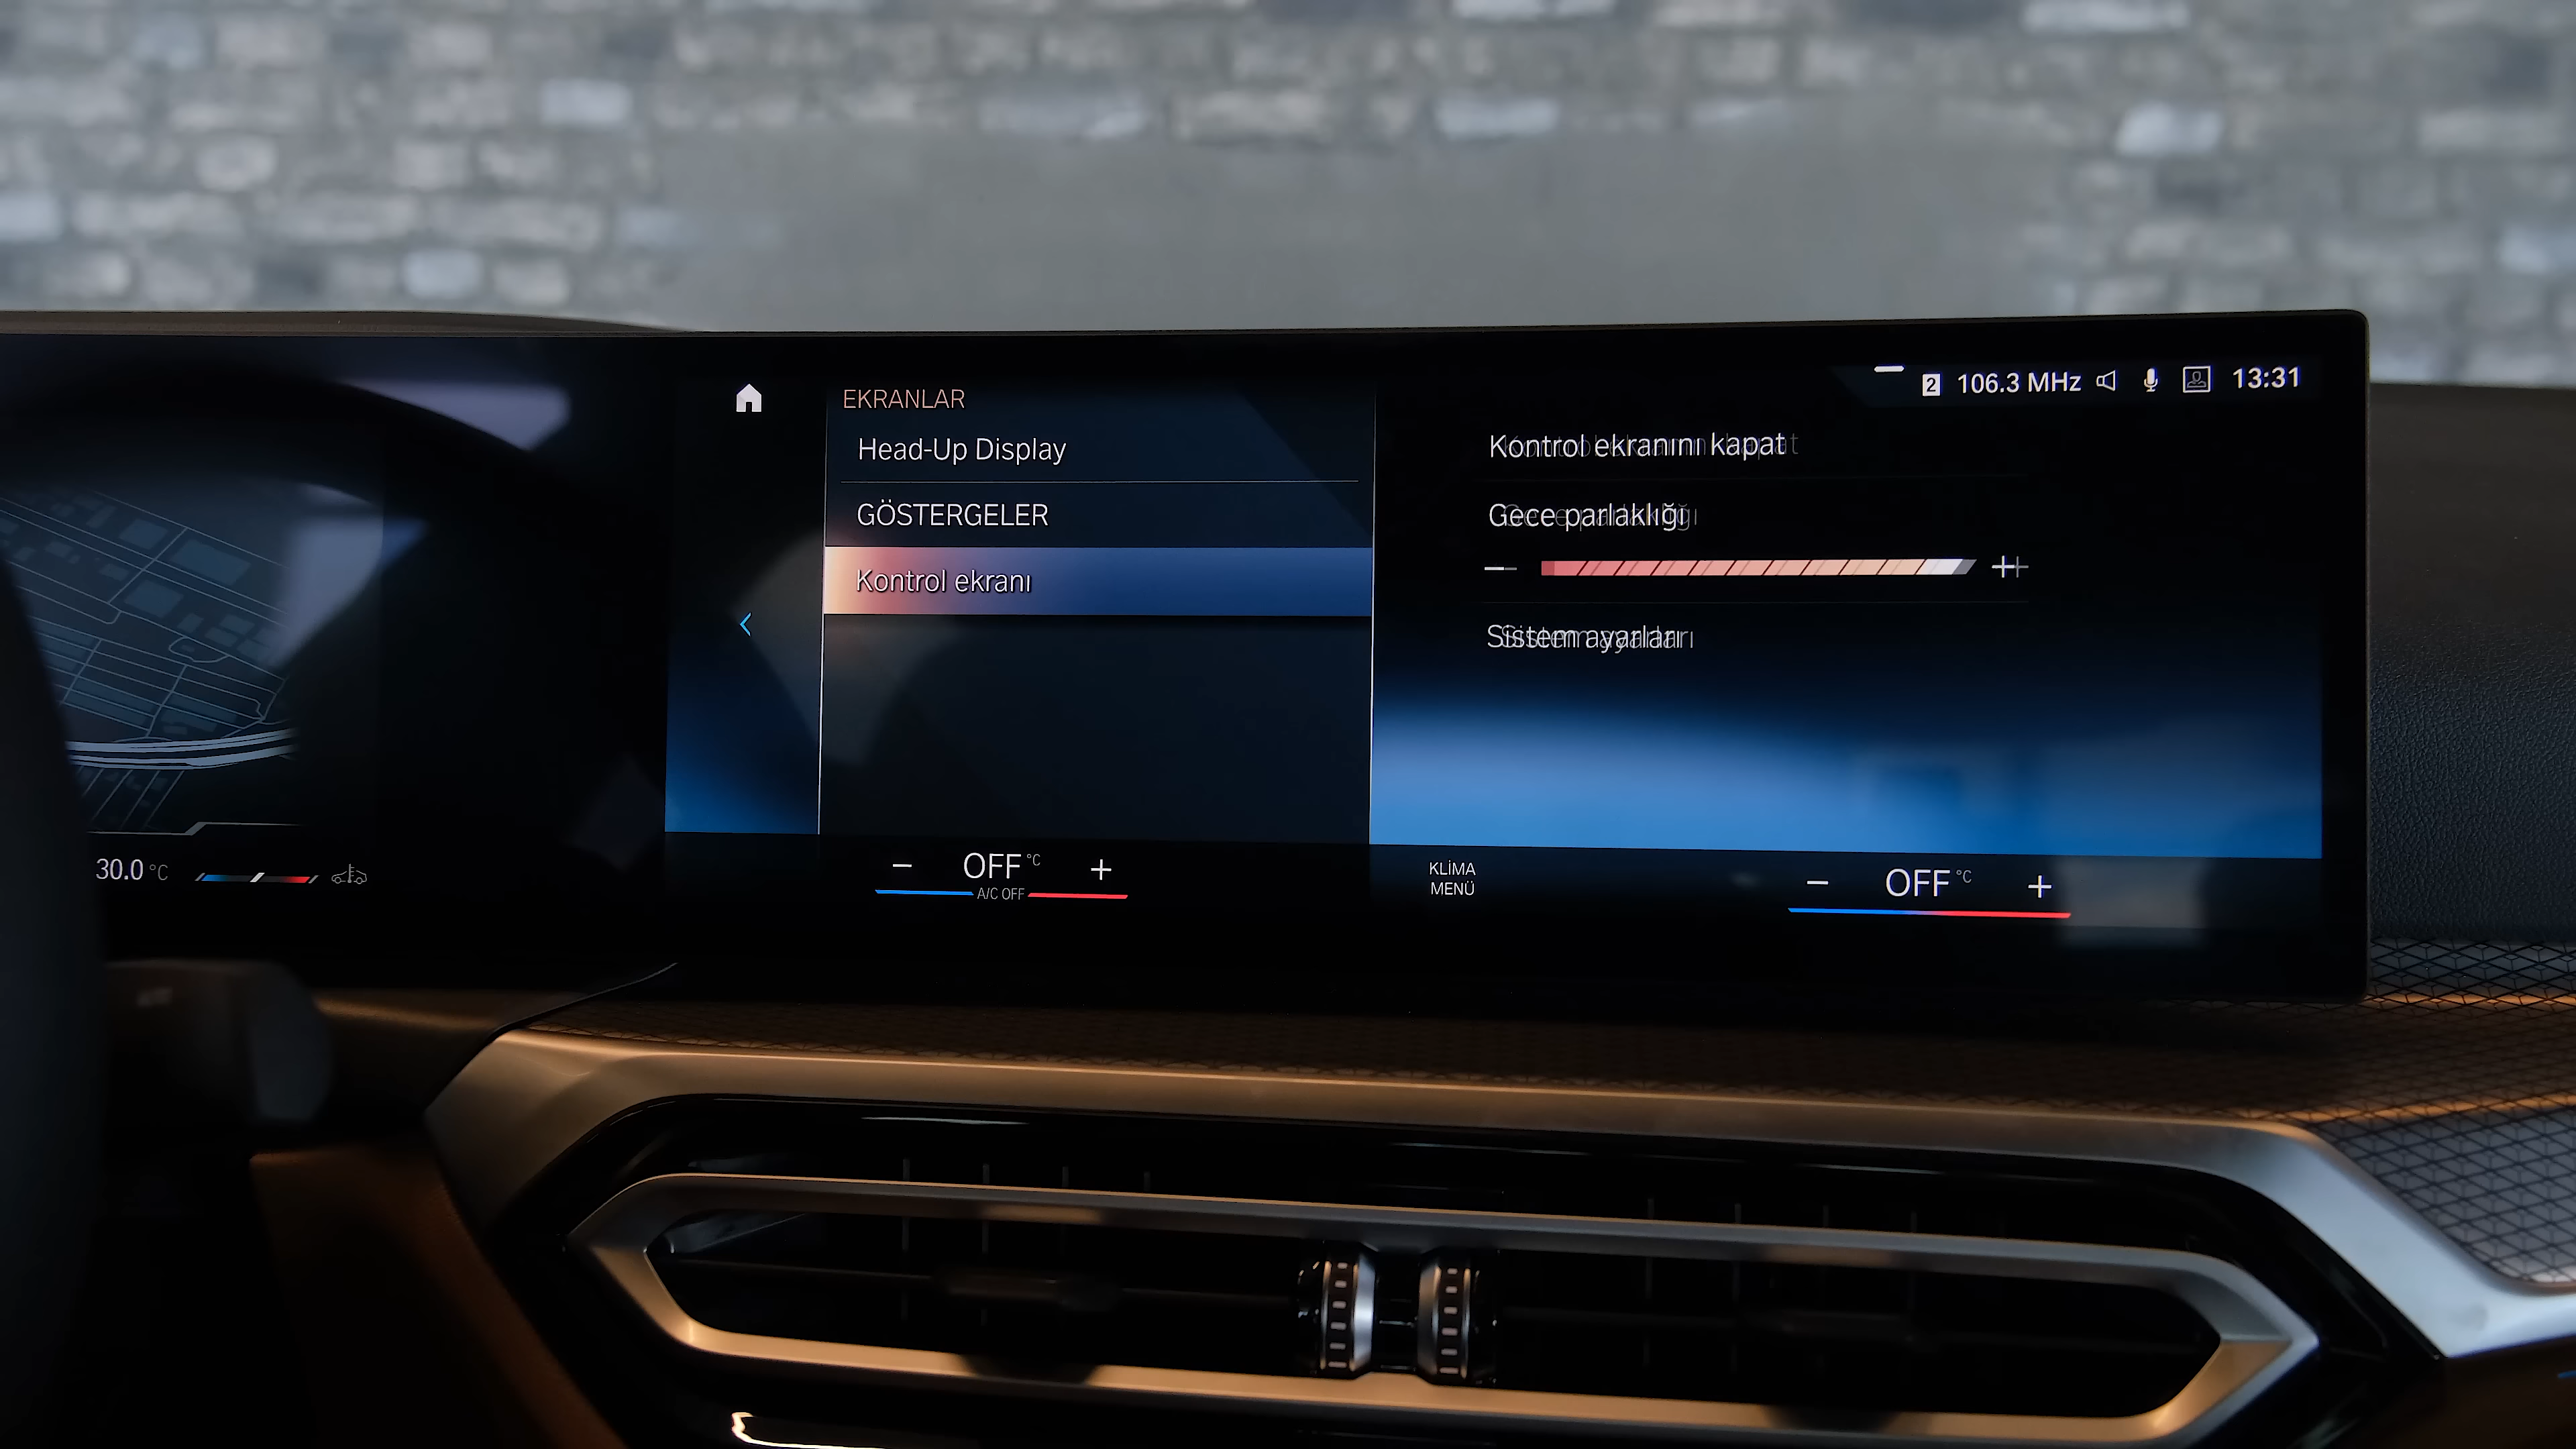 2 106.3 MHz 13:31
EKRANLAR
Head-Up Display
GÖSTERGELER
Kontrol ekranı
Kontrol ekranını kapat
Gece parlaklığı
Sistem ayarları
30.0 °C
− OFF °C +
A/C OFF
KLİMA
MENÜ
− OFF °C +